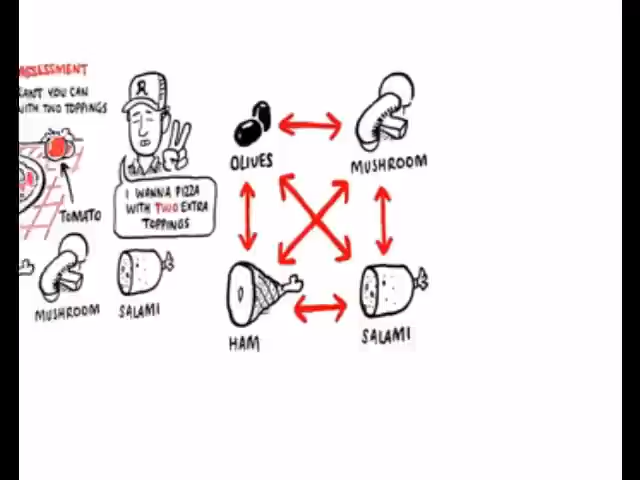 ASSESSMENT
YOU CAN
WITH TWO TOPPINGS
R
I WANNA PIZZA
WITH TWO EXTRA
TOPPINGS
TOMATO
MUSHROOM
SALAMI
OLIVES
MUSHROOM
HAM
SALAMI